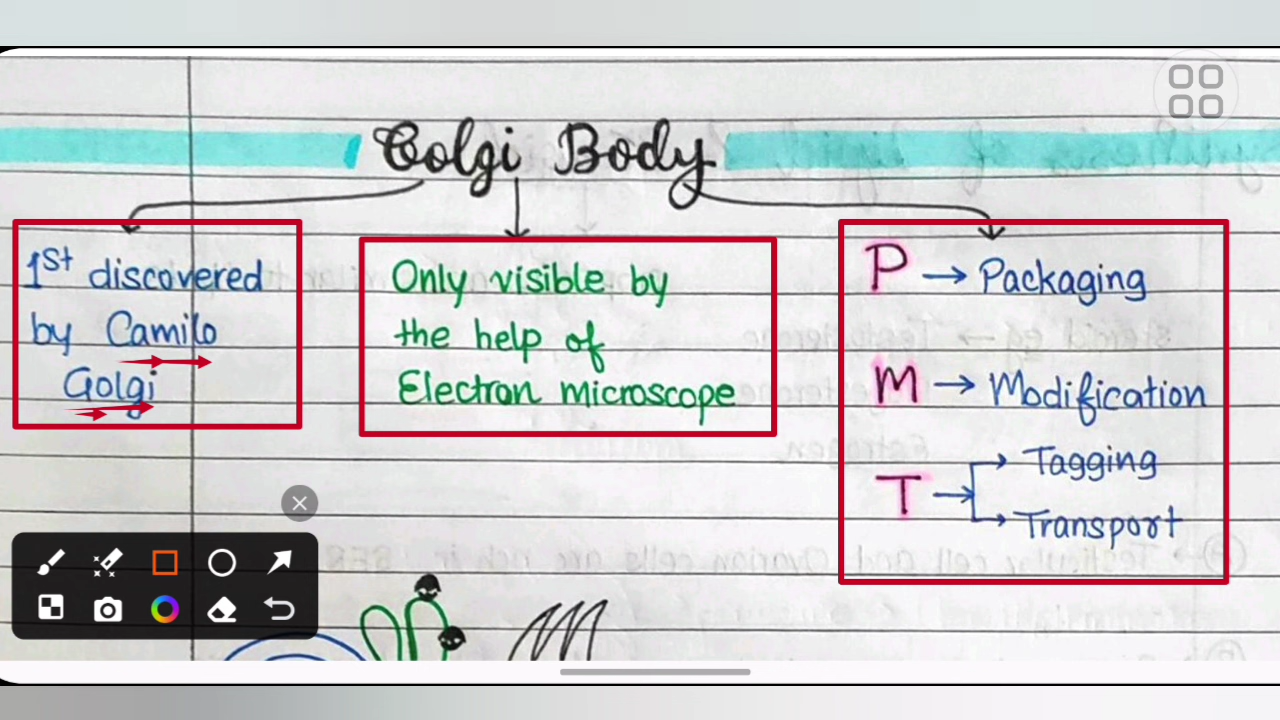 Golgi Body
1st discovered
by Camilo
Golgi
Only visible by
the help of
Electron microscope
P → Packaging
M → Modification
T → Tagging
→ Transport